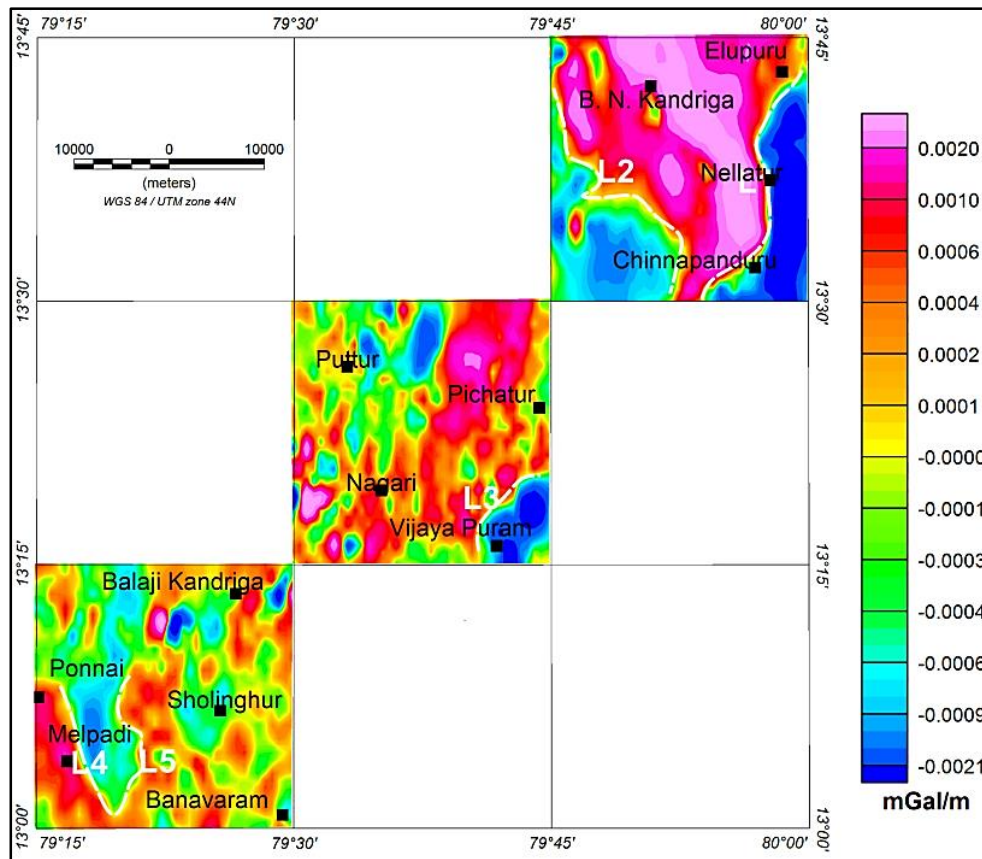 79°15' 79°30' 79°45' 80°00'
13°45' 13°45'
Elupuru
B. N. Kandriga
10000 0 10000
(meters)
WGS 84 / UTM zone 44N
L2
Nellatur
L
Chinnapanduru
13°30' 13°30'
Puttur
Pichatur
Nagari
L3
Vijaya Puram
13°15' 13°15'
Balaji Kandriga
Ponnai
Sholinghur
Melpadi
L4 L5
Banavaram
13°00' 13°00'
79°15' 79°30' 79°45' 80°00'
0.0020
0.0010
0.0006
0.0004
0.0002
0.0001
-0.0000
-0.0001
-0.0003
-0.0004
-0.0006
-0.0009
-0.0021
mGal/m